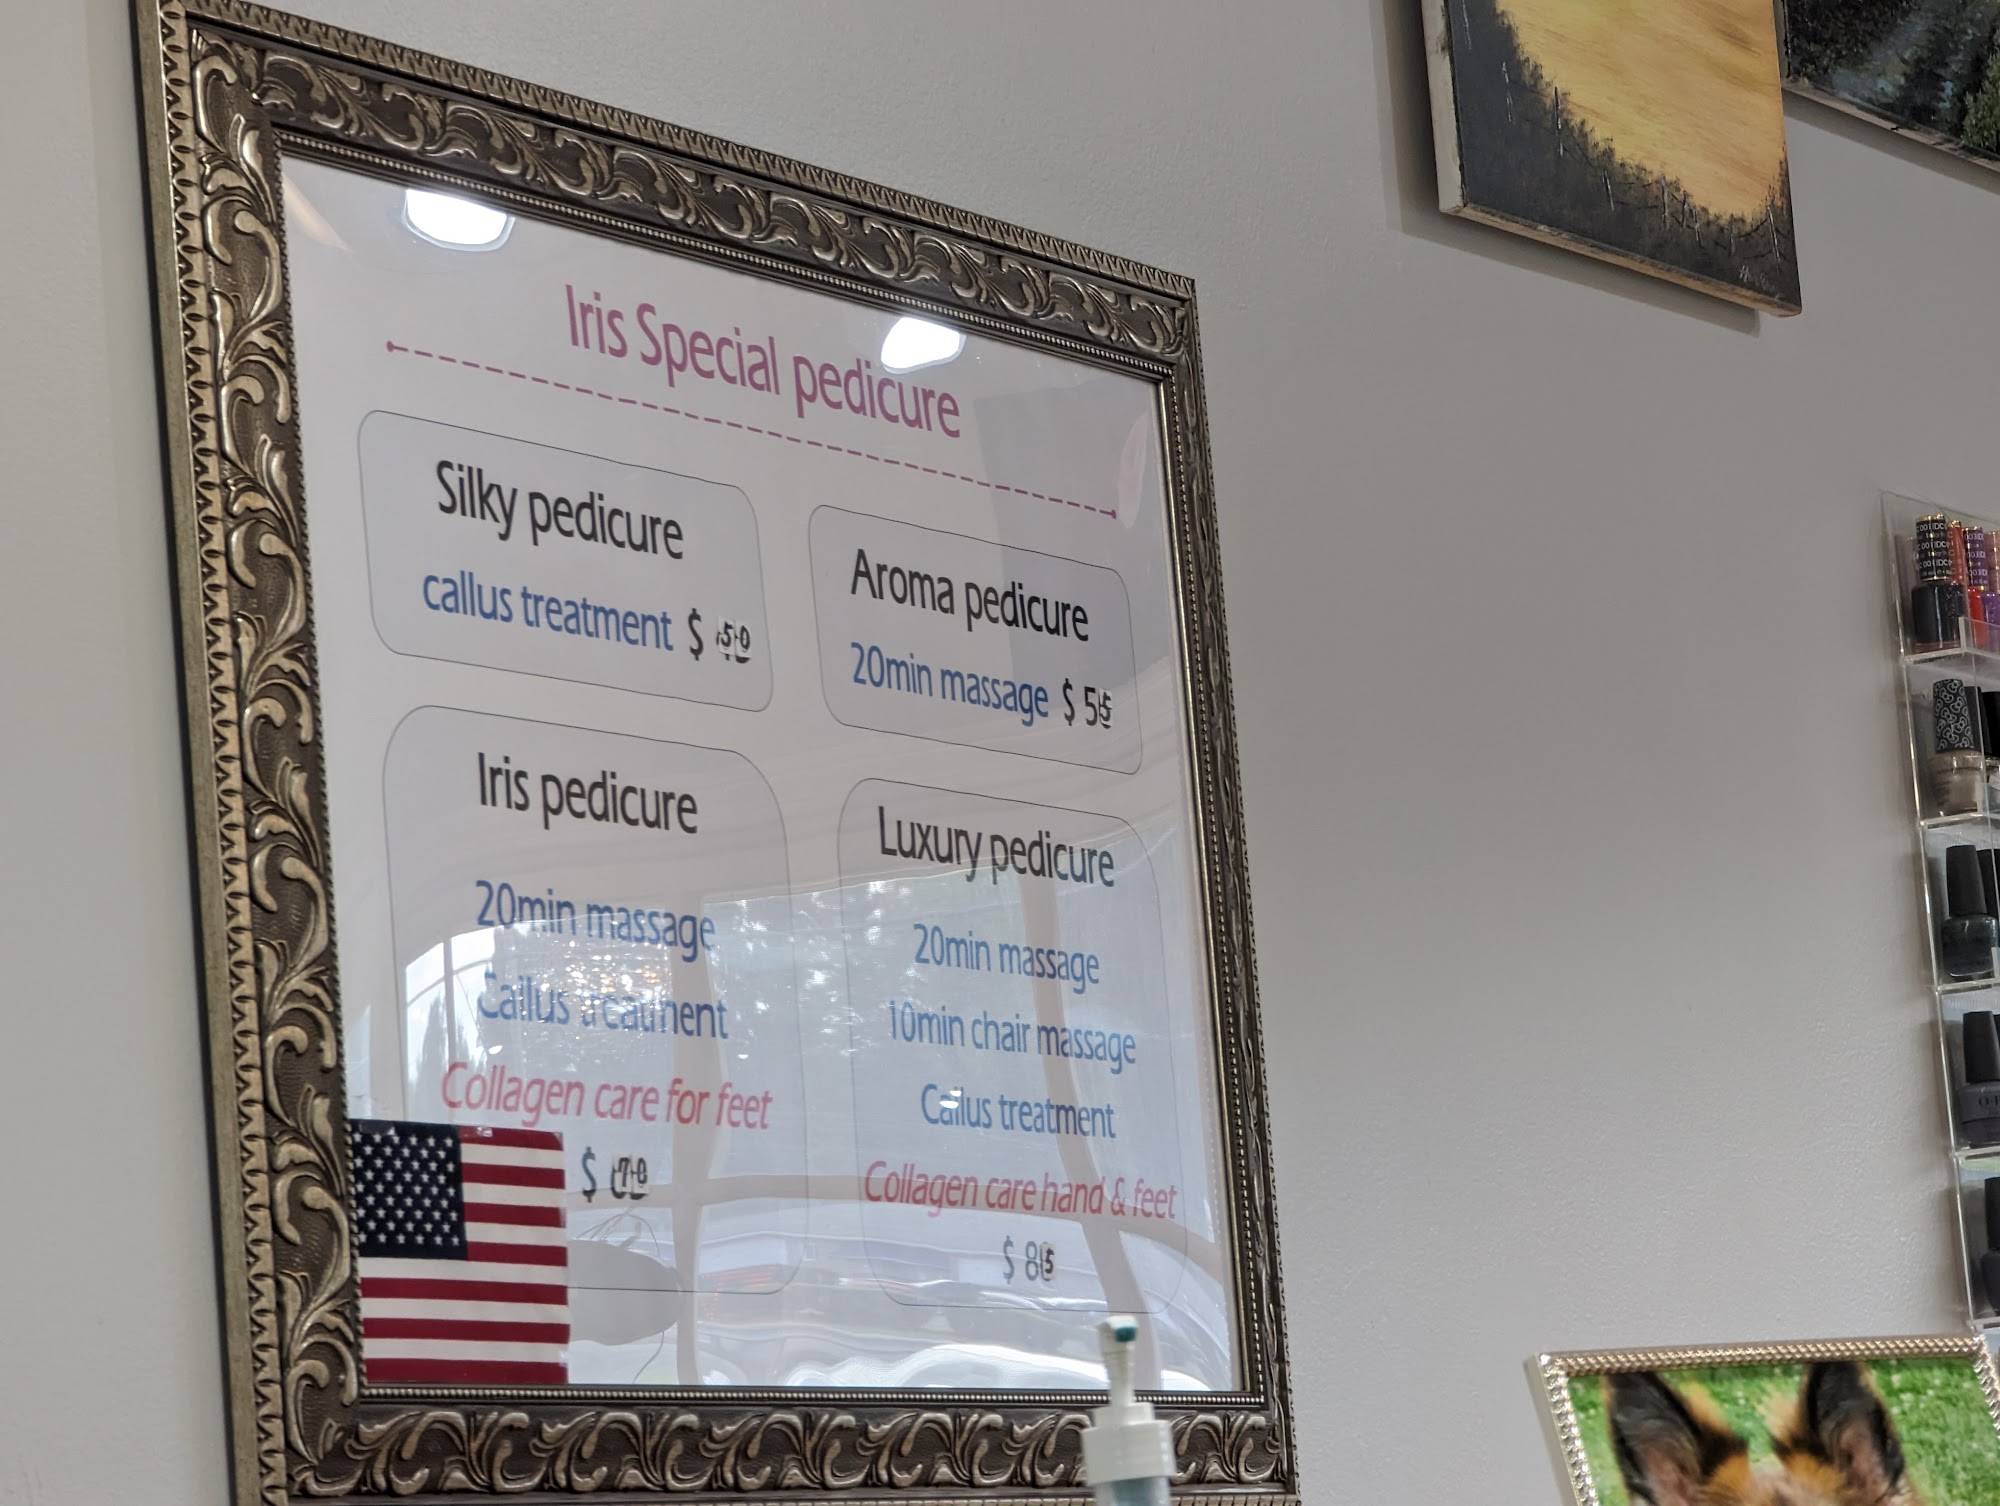 Iris Special pedicure
Silky pedicure
callus treatment $ 50
Aroma pedicure
20min massage $ 55
Iris pedicure
20min massage
Callus treatment
Collagen care for feet
$ 70
Luxury pedicure
20min massage
10min chair massage
Callus treatment
Collagen care hand & feet
$ 85